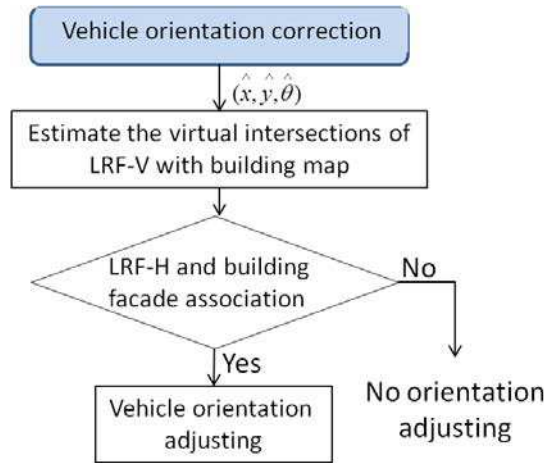 Vehicle orientation correction
(x̂, ŷ, θ̂)
Estimate the virtual intersections of
LRF-V with building map
LRF-H and building
facade association
No
Yes
Vehicle orientation
adjusting
No orientation
adjusting